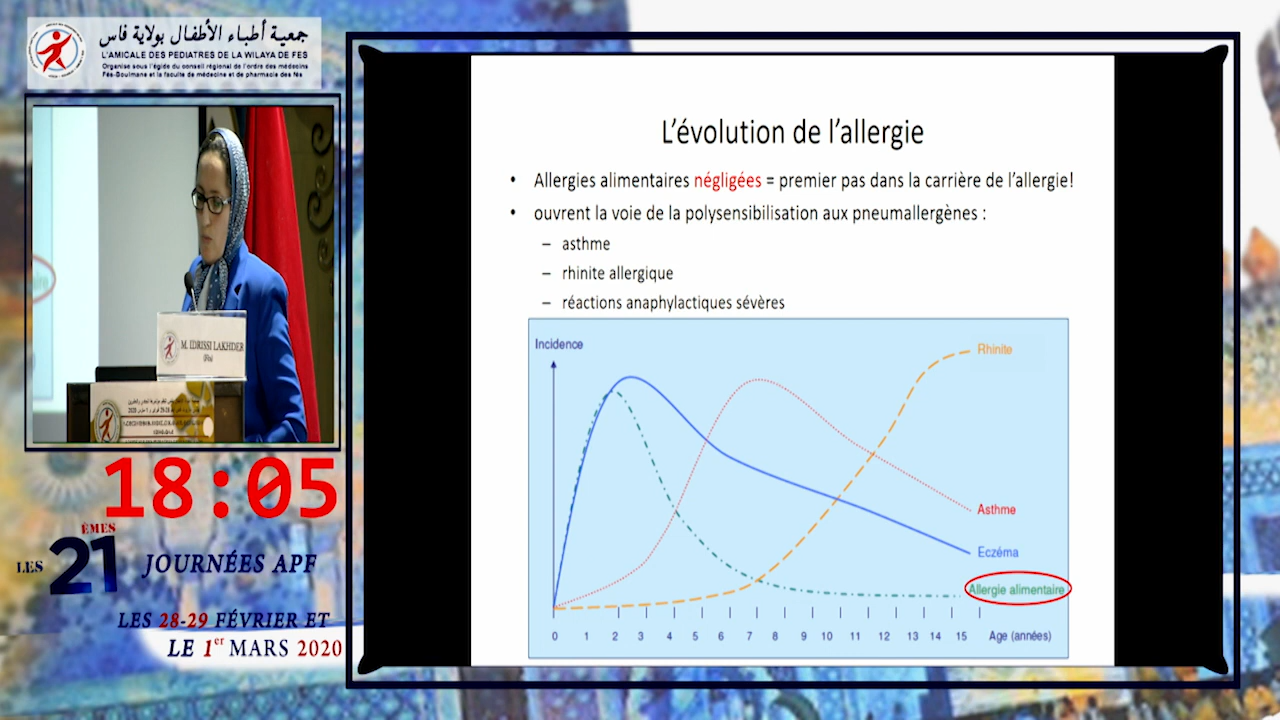 جمعية أطباء الأطفال بولاية فاس
L'AMICALE DES PEDIATRES DE LA WILAYA DE FES
Organisé sous l'égide du conseil régional de l'ordre des médecins
Fès-Boulmane et la faculté de médecine et de pharmacie des fès
M. IDRISSI LAKHDER
(Fès)
18:05
LES 21 ÈMES JOURNÉES APF
LES 28-29 FÉVRIER ET
LE 1er MARS 2020
L'évolution de l'allergie
• Allergies alimentaires négligées = premier pas dans la carrière de l'allergie!
• ouvrent la voie de la polysensibilisation aux pneumallergènes :
– asthme
– rhinite allergique
– réactions anaphylactiques sévères
Incidence
Rhinite
Asthme
Eczéma
Allergie alimentaire
0 1 2 3 4 5 6 7 8 9 10 11 12 13 14 15 Age (années)